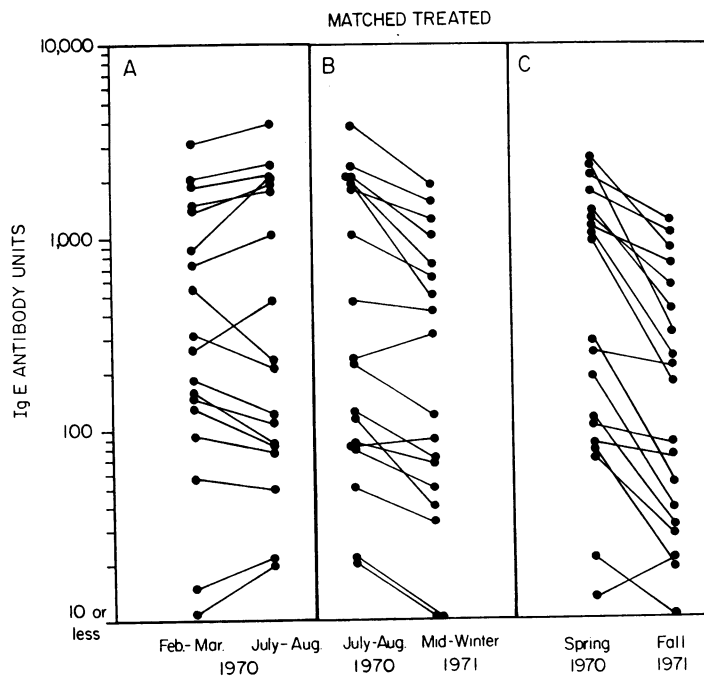 MATCHED TREATED
10,000
A
B
C
1,000
IgE ANTIBODY UNITS
100
10 or
less
Feb.- Mar. July-Aug.
1970
July-Aug.
1970
Mid-Winter
1971
Spring
1970
Fall
1971